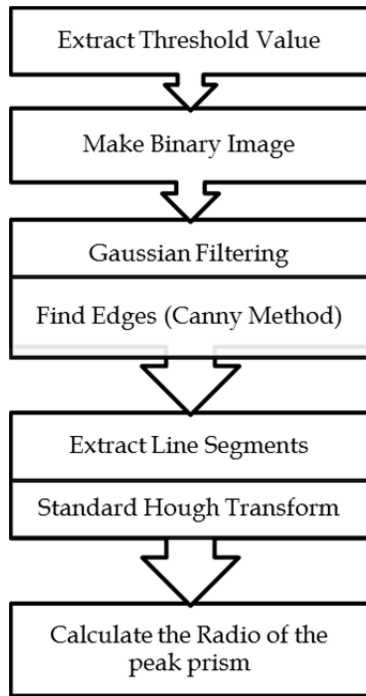 Extract Threshold Value
Make Binary Image
Gaussian Filtering
Find Edges (Canny Method)
Extract Line Segments
Standard Hough Transform
Calculate the Radio of the
peak prism